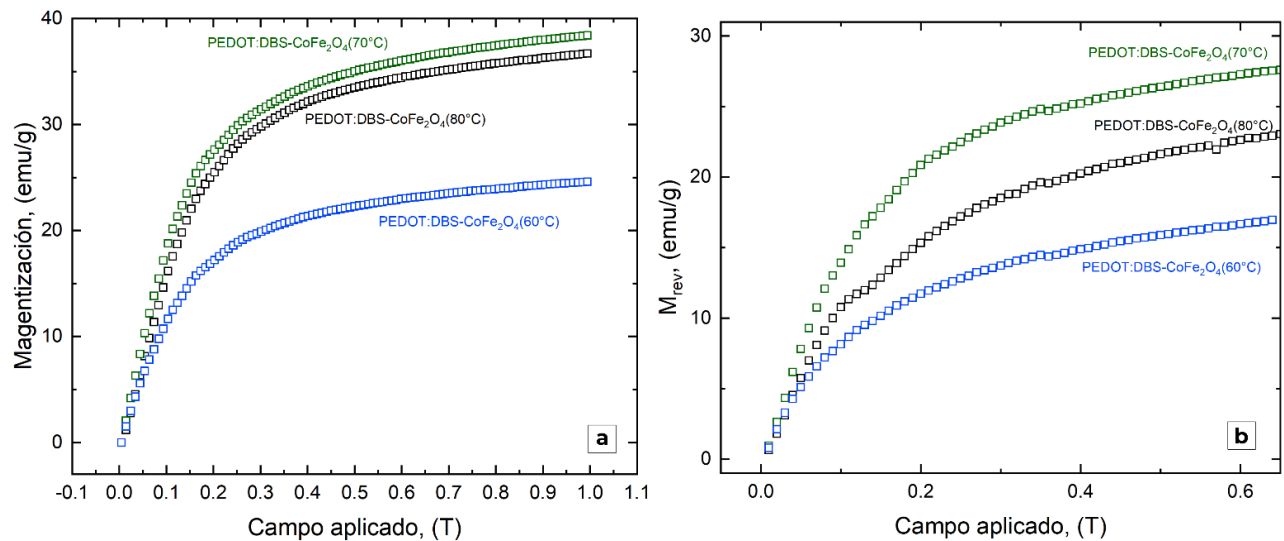 40
30
20
10
0
-0.1 0.0 0.1 0.2 0.3 0.4 0.5 0.6 0.7 0.8 0.9 1.0 1.1
Magentización, (emu/g)
Campo aplicado, (T)
PEDOT:DBS-CoFe₂O₄(70°C)
PEDOT:DBS-CoFe₂O₄(80°C)
PEDOT:DBS-CoFe₂O₄(60°C)
a
30
20
10
0
0.0 0.2 0.4 0.6
Mrev, (emu/g)
Campo aplicado, (T)
PEDOT:DBS-CoFe₂O₄(70°C)
PEDOT:DBS-CoFe₂O₄(80°C)
PEDOT:DBS-CoFe₂O₄(60°C)
b